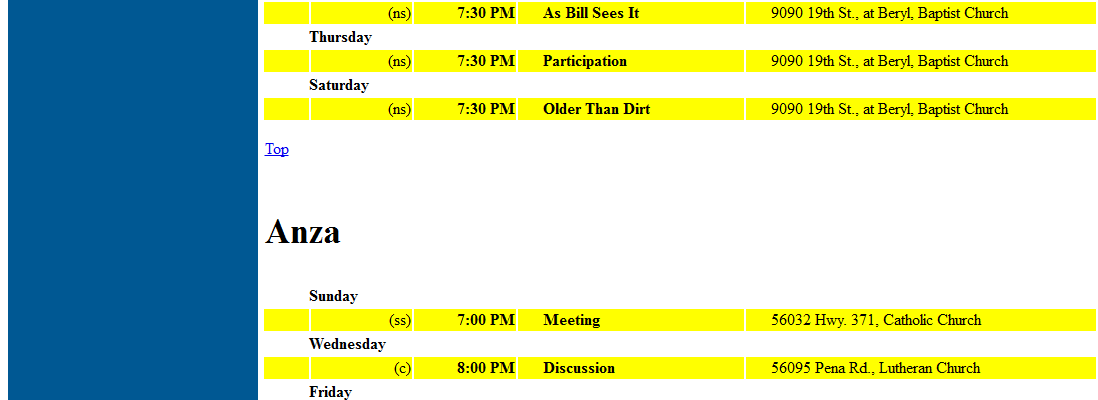 (ns) 7:30 PM As Bill Sees It 9090 19th St., at Beryl, Baptist Church
Thursday
(ns) 7:30 PM Participation 9090 19th St., at Beryl, Baptist Church
Saturday
(ns) 7:30 PM Older Than Dirt 9090 19th St., at Beryl, Baptist Church
Top
Anza
Sunday
(ss) 7:00 PM Meeting 56032 Hwy. 371, Catholic Church
Wednesday
(c) 8:00 PM Discussion 56095 Pena Rd., Lutheran Church
Friday